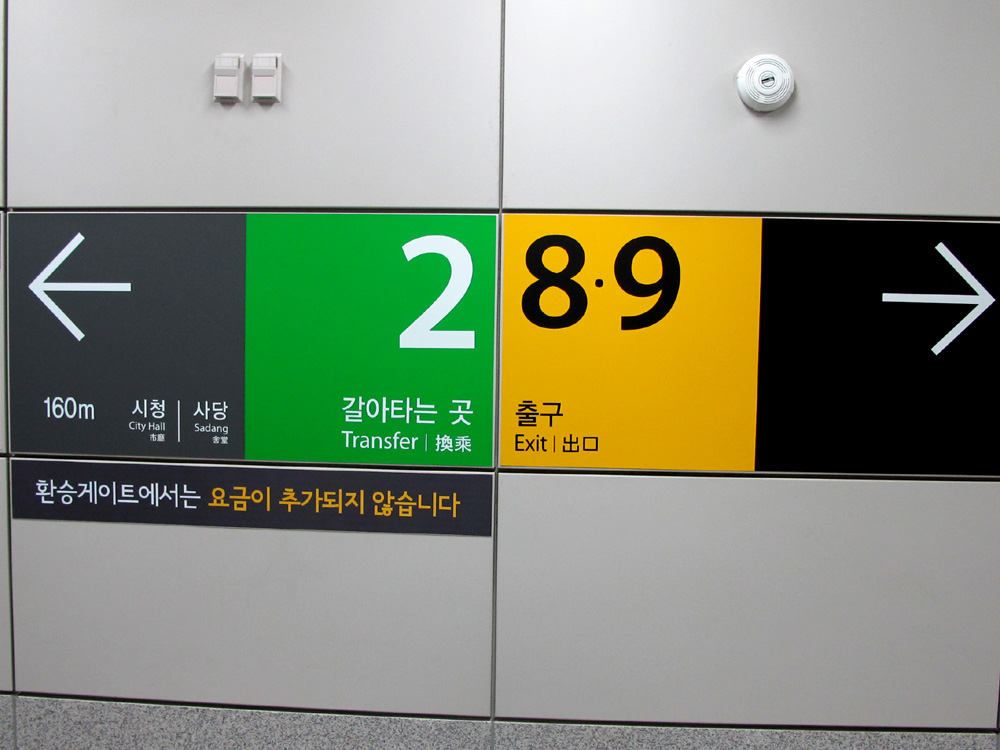 2
160m
시청 | 사당
City Hall Sadang
市廳 舍堂
갈아타는 곳
Transfer | 換乘
환승게이트에서는 요금이 추가되지 않습니다
8·9
출구
Exit | 出口